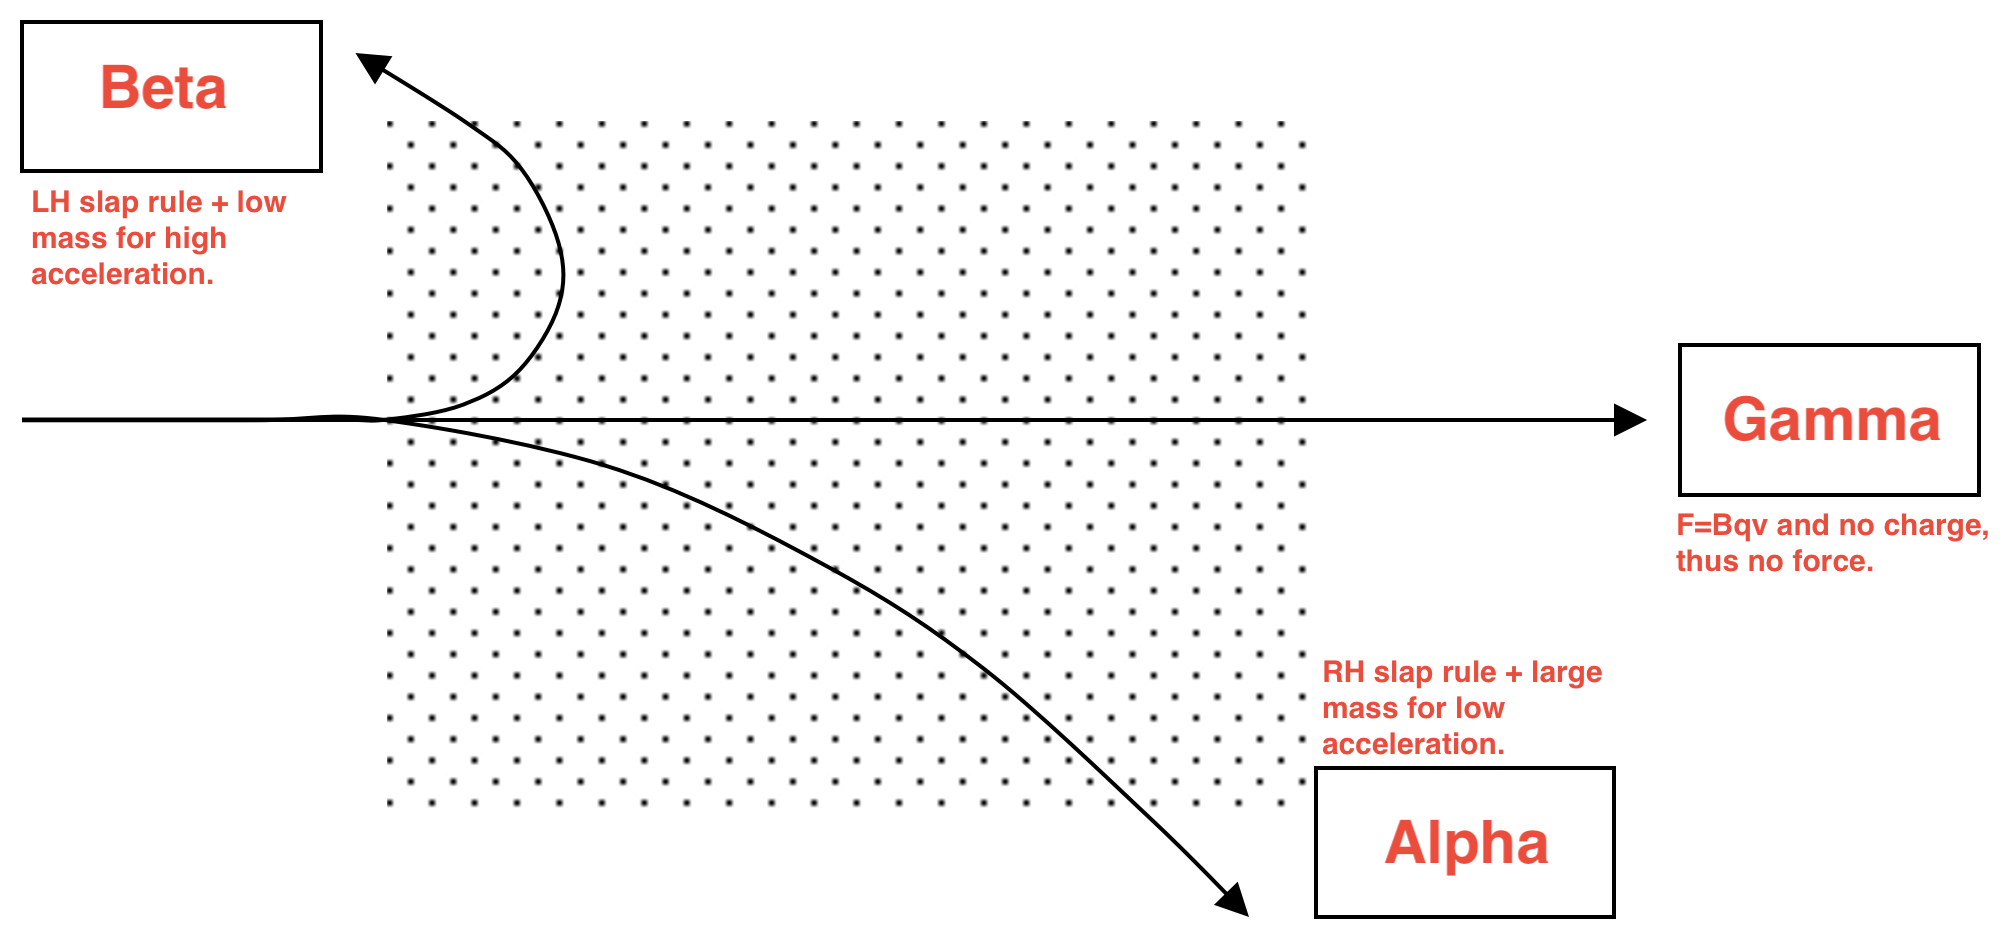 Beta
LH slap rule + low
mass for high
acceleration.
Gamma
F=Bqv and no charge,
thus no force.
RH slap rule + large
mass for low
acceleration.
Alpha